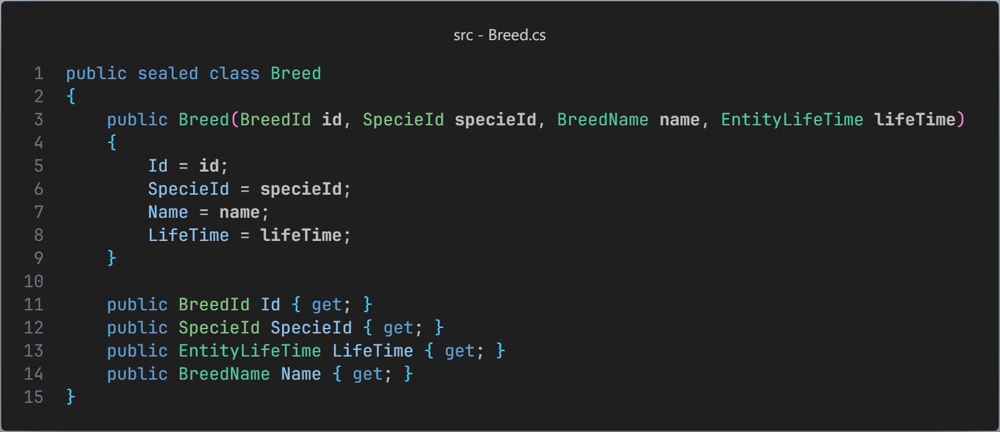 src - Breed.cs
1 public sealed class Breed
2 {
3     public Breed(BreedId id, SpecieId specieId, BreedName name, EntityLifeTime lifeTime)
4     {
5         Id = id;
6         SpecieId = specieId;
7         Name = name;
8         LifeTime = lifeTime;
9     }
10
11     public BreedId Id { get; }
12     public SpecieId SpecieId { get; }
13     public EntityLifeTime LifeTime { get; }
14     public BreedName Name { get; }
15 }